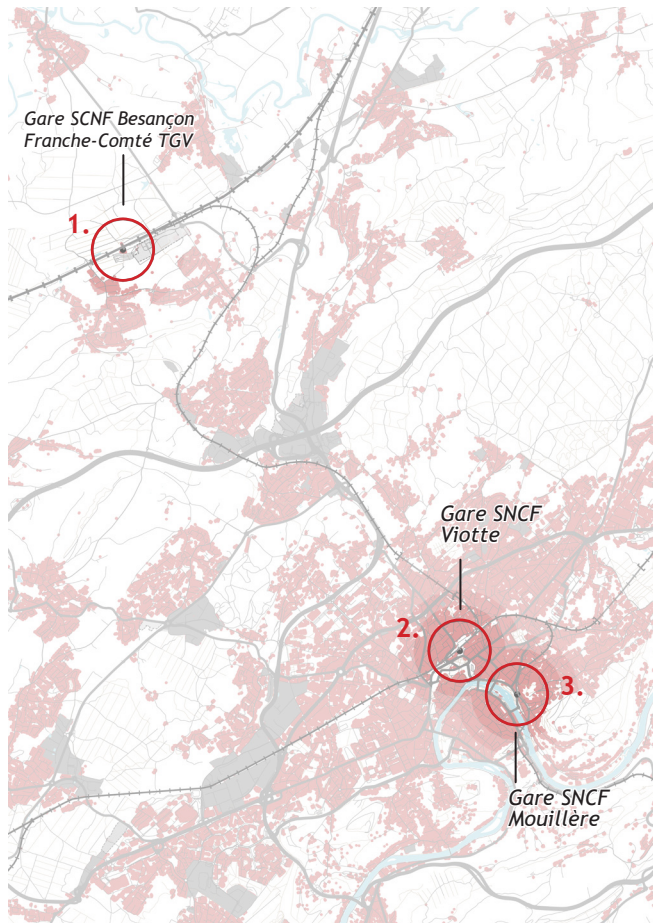 Gare SCNF Besançon
Franche-Comté TGV
1.
Gare SNCF
Viotte
2.
3.
Gare SNCF
Mouillère